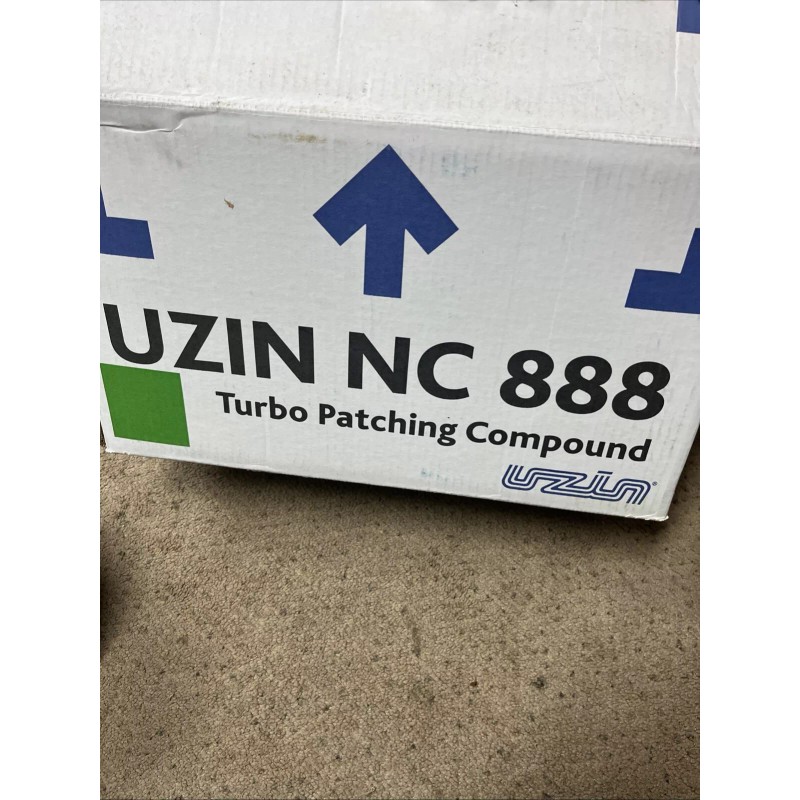 UZIN NC 888
Turbo Patching Compound
uzin®